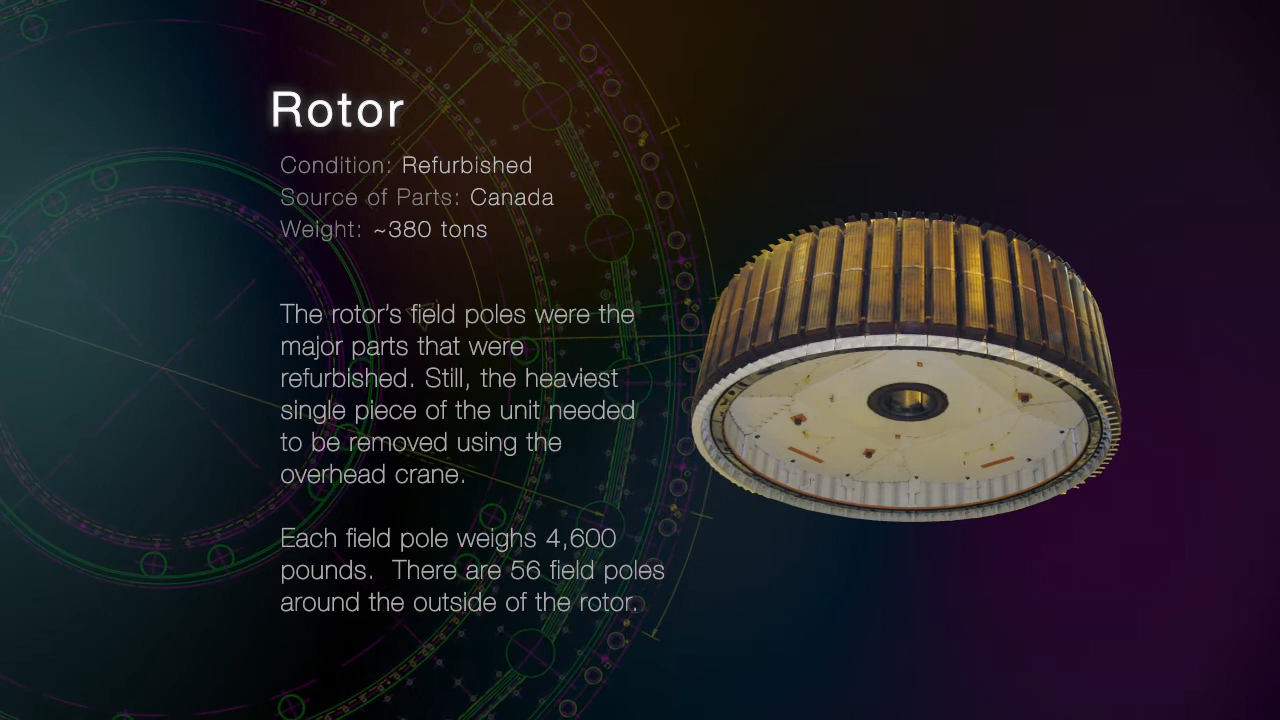 Rotor
Condition: Refurbished
Source of Parts: Canada
Weight: ~380 tons
The rotor's field poles were the
major parts that were
refurbished. Still, the heaviest
single piece of the unit needed
to be removed using the
overhead crane.
Each field pole weighs 4,600
pounds.  There are 56 field poles
around the outside of the rotor.